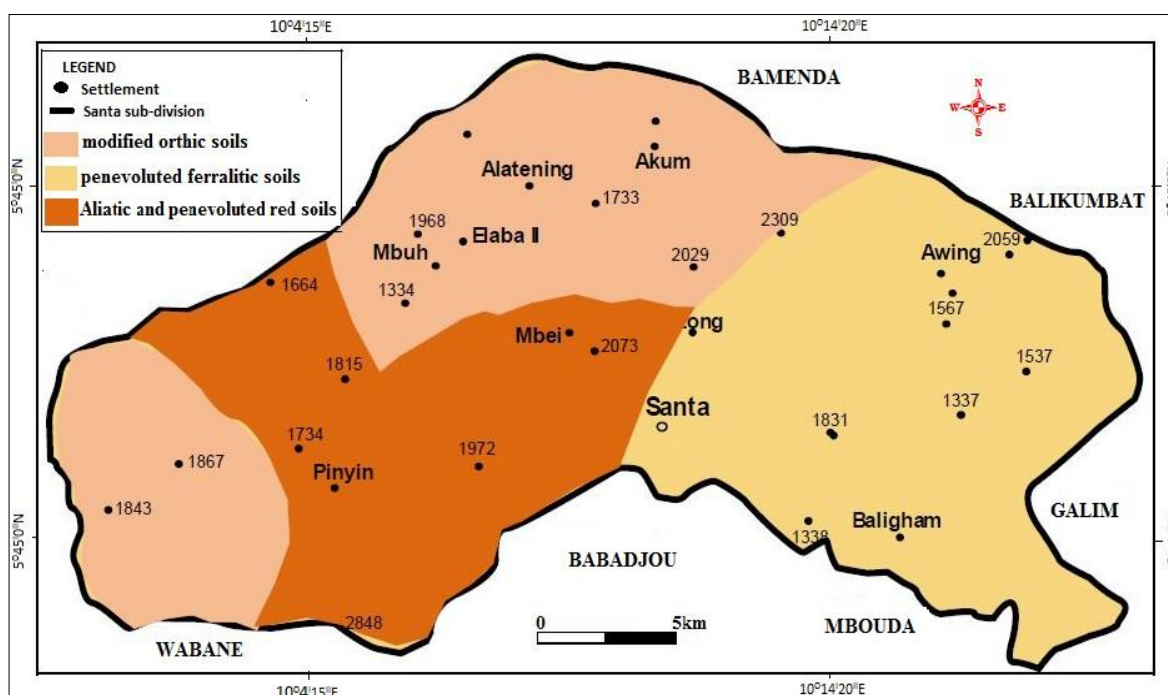 10°4'15"E
10°14'20"E
LEGEND
Settlement
Santa sub-division
modified orthic soils
penevoluted ferralitic soils
Aliatic and penevoluted red soils
BAMENDA
N
W E
S
5°45'0"N
BALIKUMBAT
Akum
Alatening
1733
1968
Elaba II
Mbuh
2309
2059
Awing
2029
1664
1334
1567
Mbei
ong
2073
1815
1537
Santa
1337
1831
1734
1972
1867
Pinyin
1843
GALIM
Baligham
1338
5°45'0"N
BABADJOU
0 5km
2848
MBOUDA
WABANE
10°4'15"E
10°14'20"E